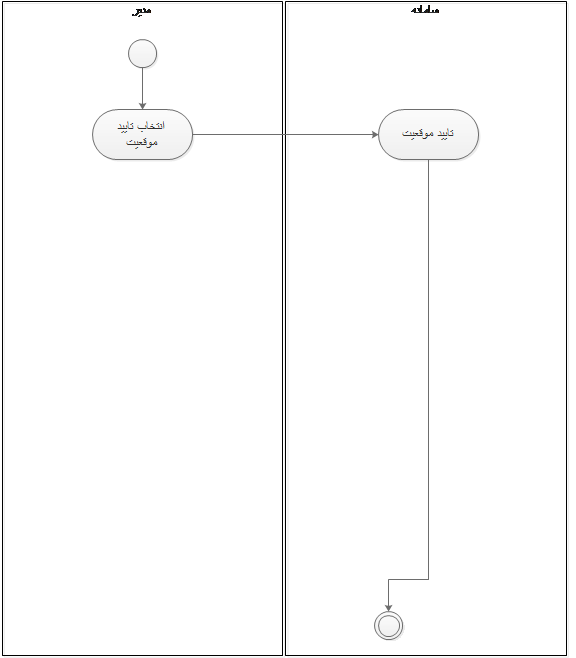 مدیر
سامانه
انتخاب تایید
موقعیت
تایید موقعیت